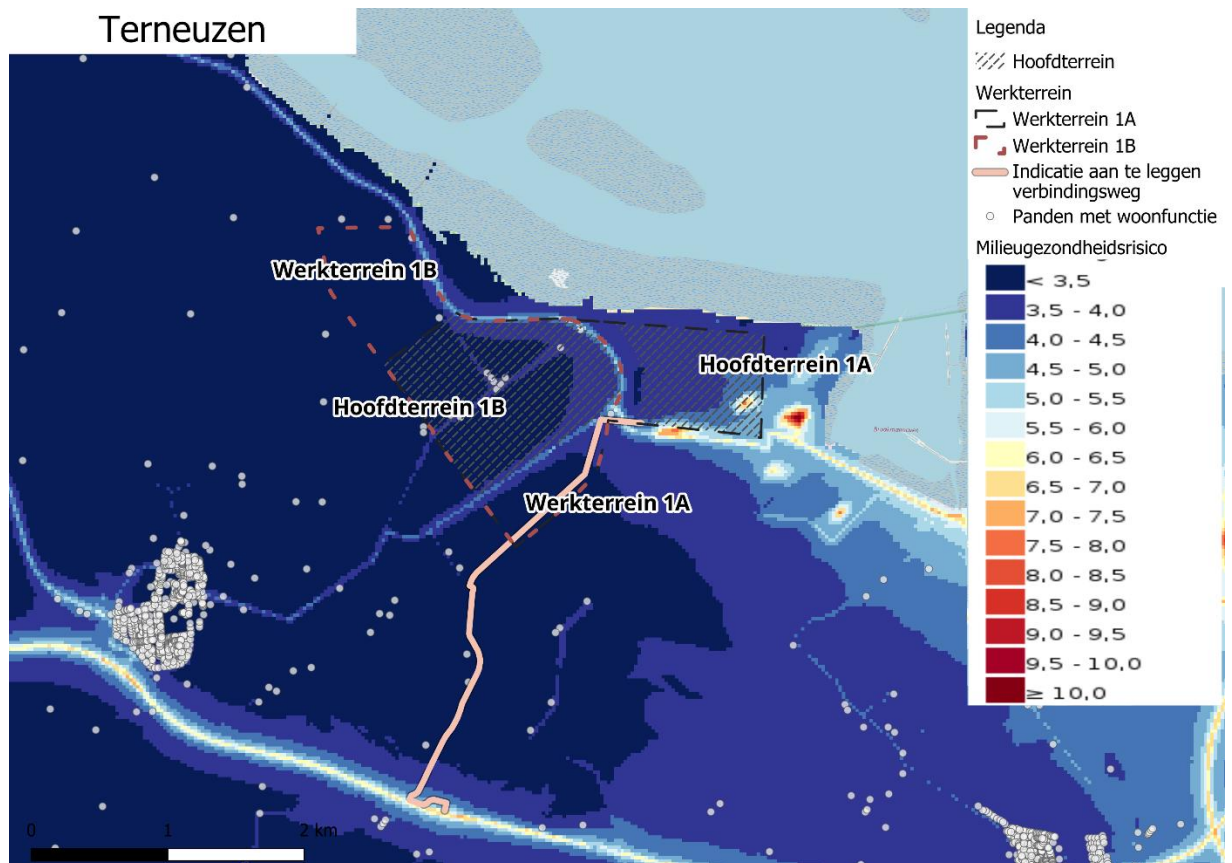 Terneuzen
Legenda
Hoofdterrein
Werkterrein
Werkterrein 1A
Werkterrein 1B
Indicatie aan te leggen
verbindingsweg
Panden met woonfunctie
Milieugezondheidsrisico
< 3,5
3,5 - 4,0
4,0 - 4,5
4,5 - 5,0
5,0 - 5,5
5,5 - 6,0
6,0 - 6,5
6,5 - 7,0
7,0 - 7,5
7,5 - 8,0
8,0 - 8,5
8,5 - 9,0
9,0 - 9,5
9,5 - 10,0
≥ 10,0
Werkterrein 1B
Hoofdterrein 1A
Hoofdterrein 1B
Werkterrein 1A
0 1 2 km